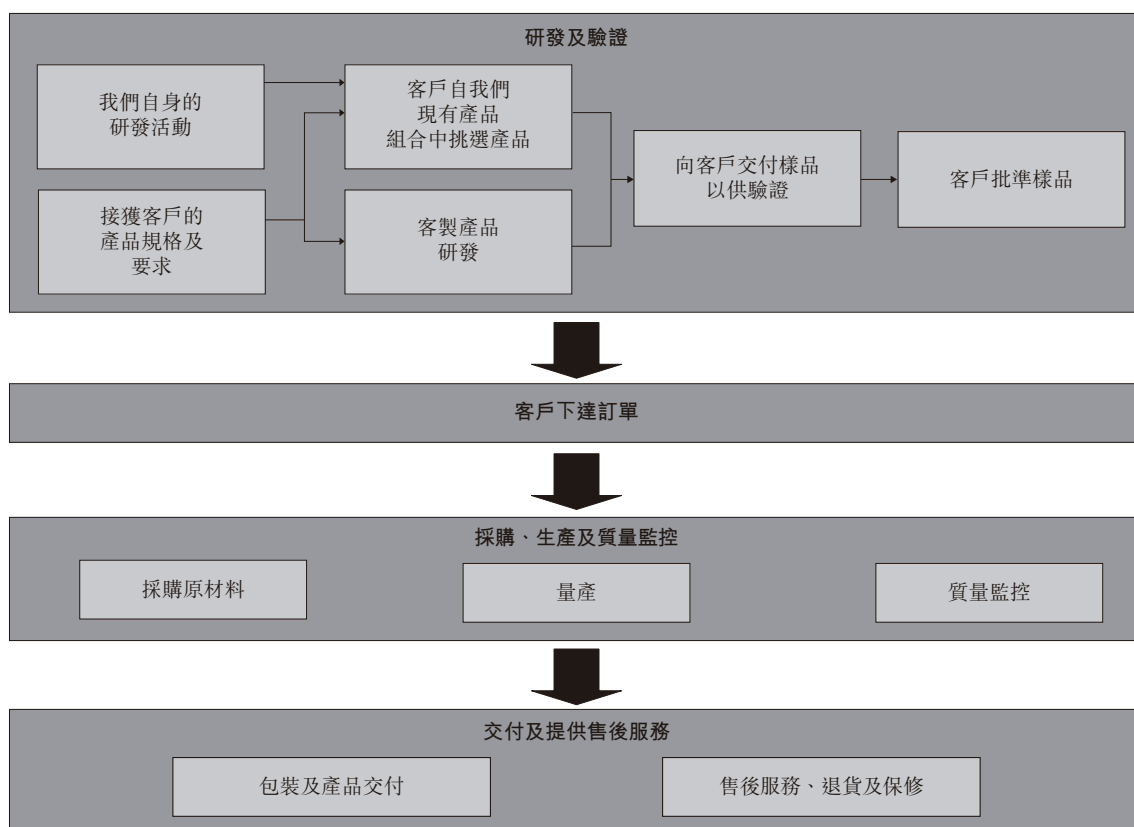 研發及驗證
我們自身的
研發活動
客戶自我們
現有產品
組合中挑選產品
向客戶交付樣品
以供驗證
客戶批準樣品
接獲客戶的
產品規格及
要求
客製產品
研發
客戶下達訂單
採購、生產及質量監控
採購原材料
量產
質量監控
交付及提供售後服務
包裝及產品交付
售後服務、退貨及保修